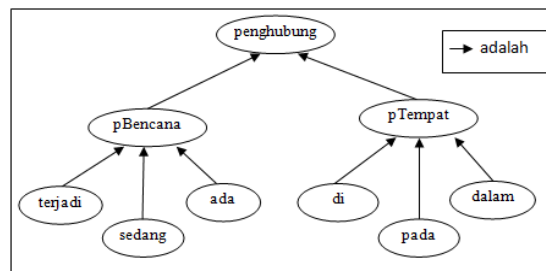 penghubung
adalah
pBencana
pTempat
terjadi
ada
di
dalam
sedang
pada